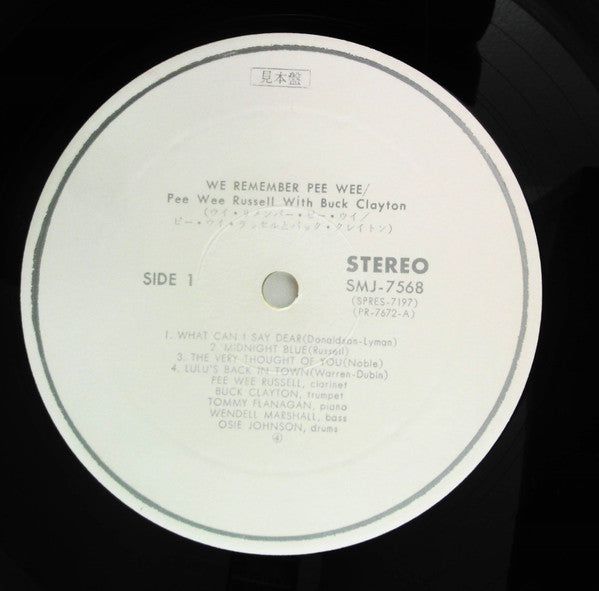 見本盤
WE REMEMBER PEE WEE/
Pee Wee Russell With Buck Clayton
(ウイ・リメンバー・ピー・ウイ/
ピー・ウイ・ラッセルとバック・クレイトン)
SIDE 1
STEREO
SMJ-7568
(SPRES-7197)
(PR-7672-A)
1. WHAT CAN I SAY DEAR(Donaldran-Lyman)
2. MIDNIGHT BLUE(Russell)
3. THE VERY THOUGHT OF YOU(Noble)
4. LULU'S BACK IN TOWN(Warren-Dubin)
PEE WEE RUSSELL, clarinet
BUCK CLAYTON, trumpet
TOMMY FLANAGAN, piano
WENDELL MARSHALL, bass
OSIE JOHNSON, drums
④